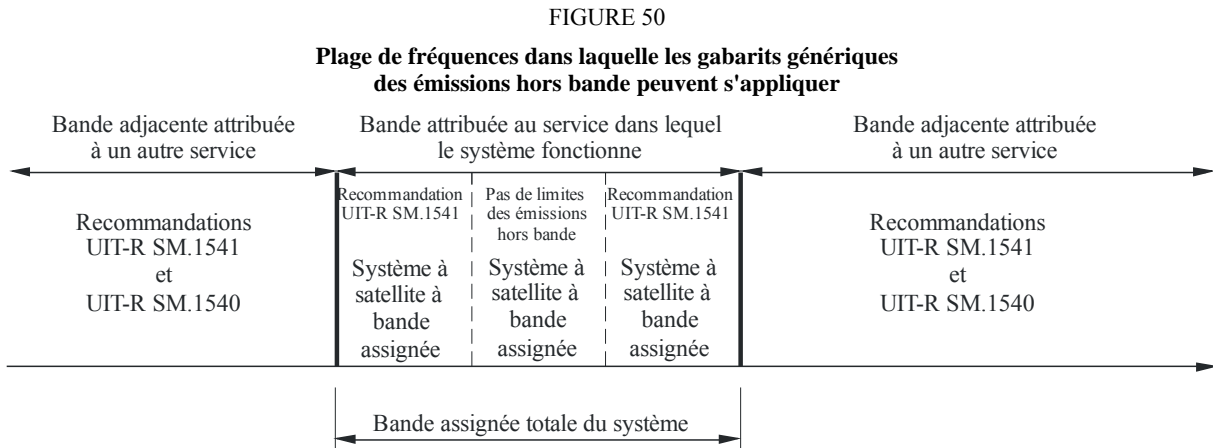 FIGURE 50
Plage de fréquences dans laquelle les gabarits génériques
des émissions hors bande peuvent s'appliquer
Bande adjacente attribuée
à un autre service
Bande attribuée au service dans lequel
le système fonctionne
Bande adjacente attribuée
à un autre service
Recommandations
UIT-R SM.1541
et
UIT-R SM.1540
Recommandation
UIT-R SM.1541
Système à
satellite à
bande
assignée
Pas de limites
des émissions
hors bande
Système à
satellite à
bande
assignée
Recommandation
UIT-R SM.1541
Système à
satellite à
bande
assignée
Recommandations
UIT-R SM.1541
et
UIT-R SM.1540
Bande assignée totale du système